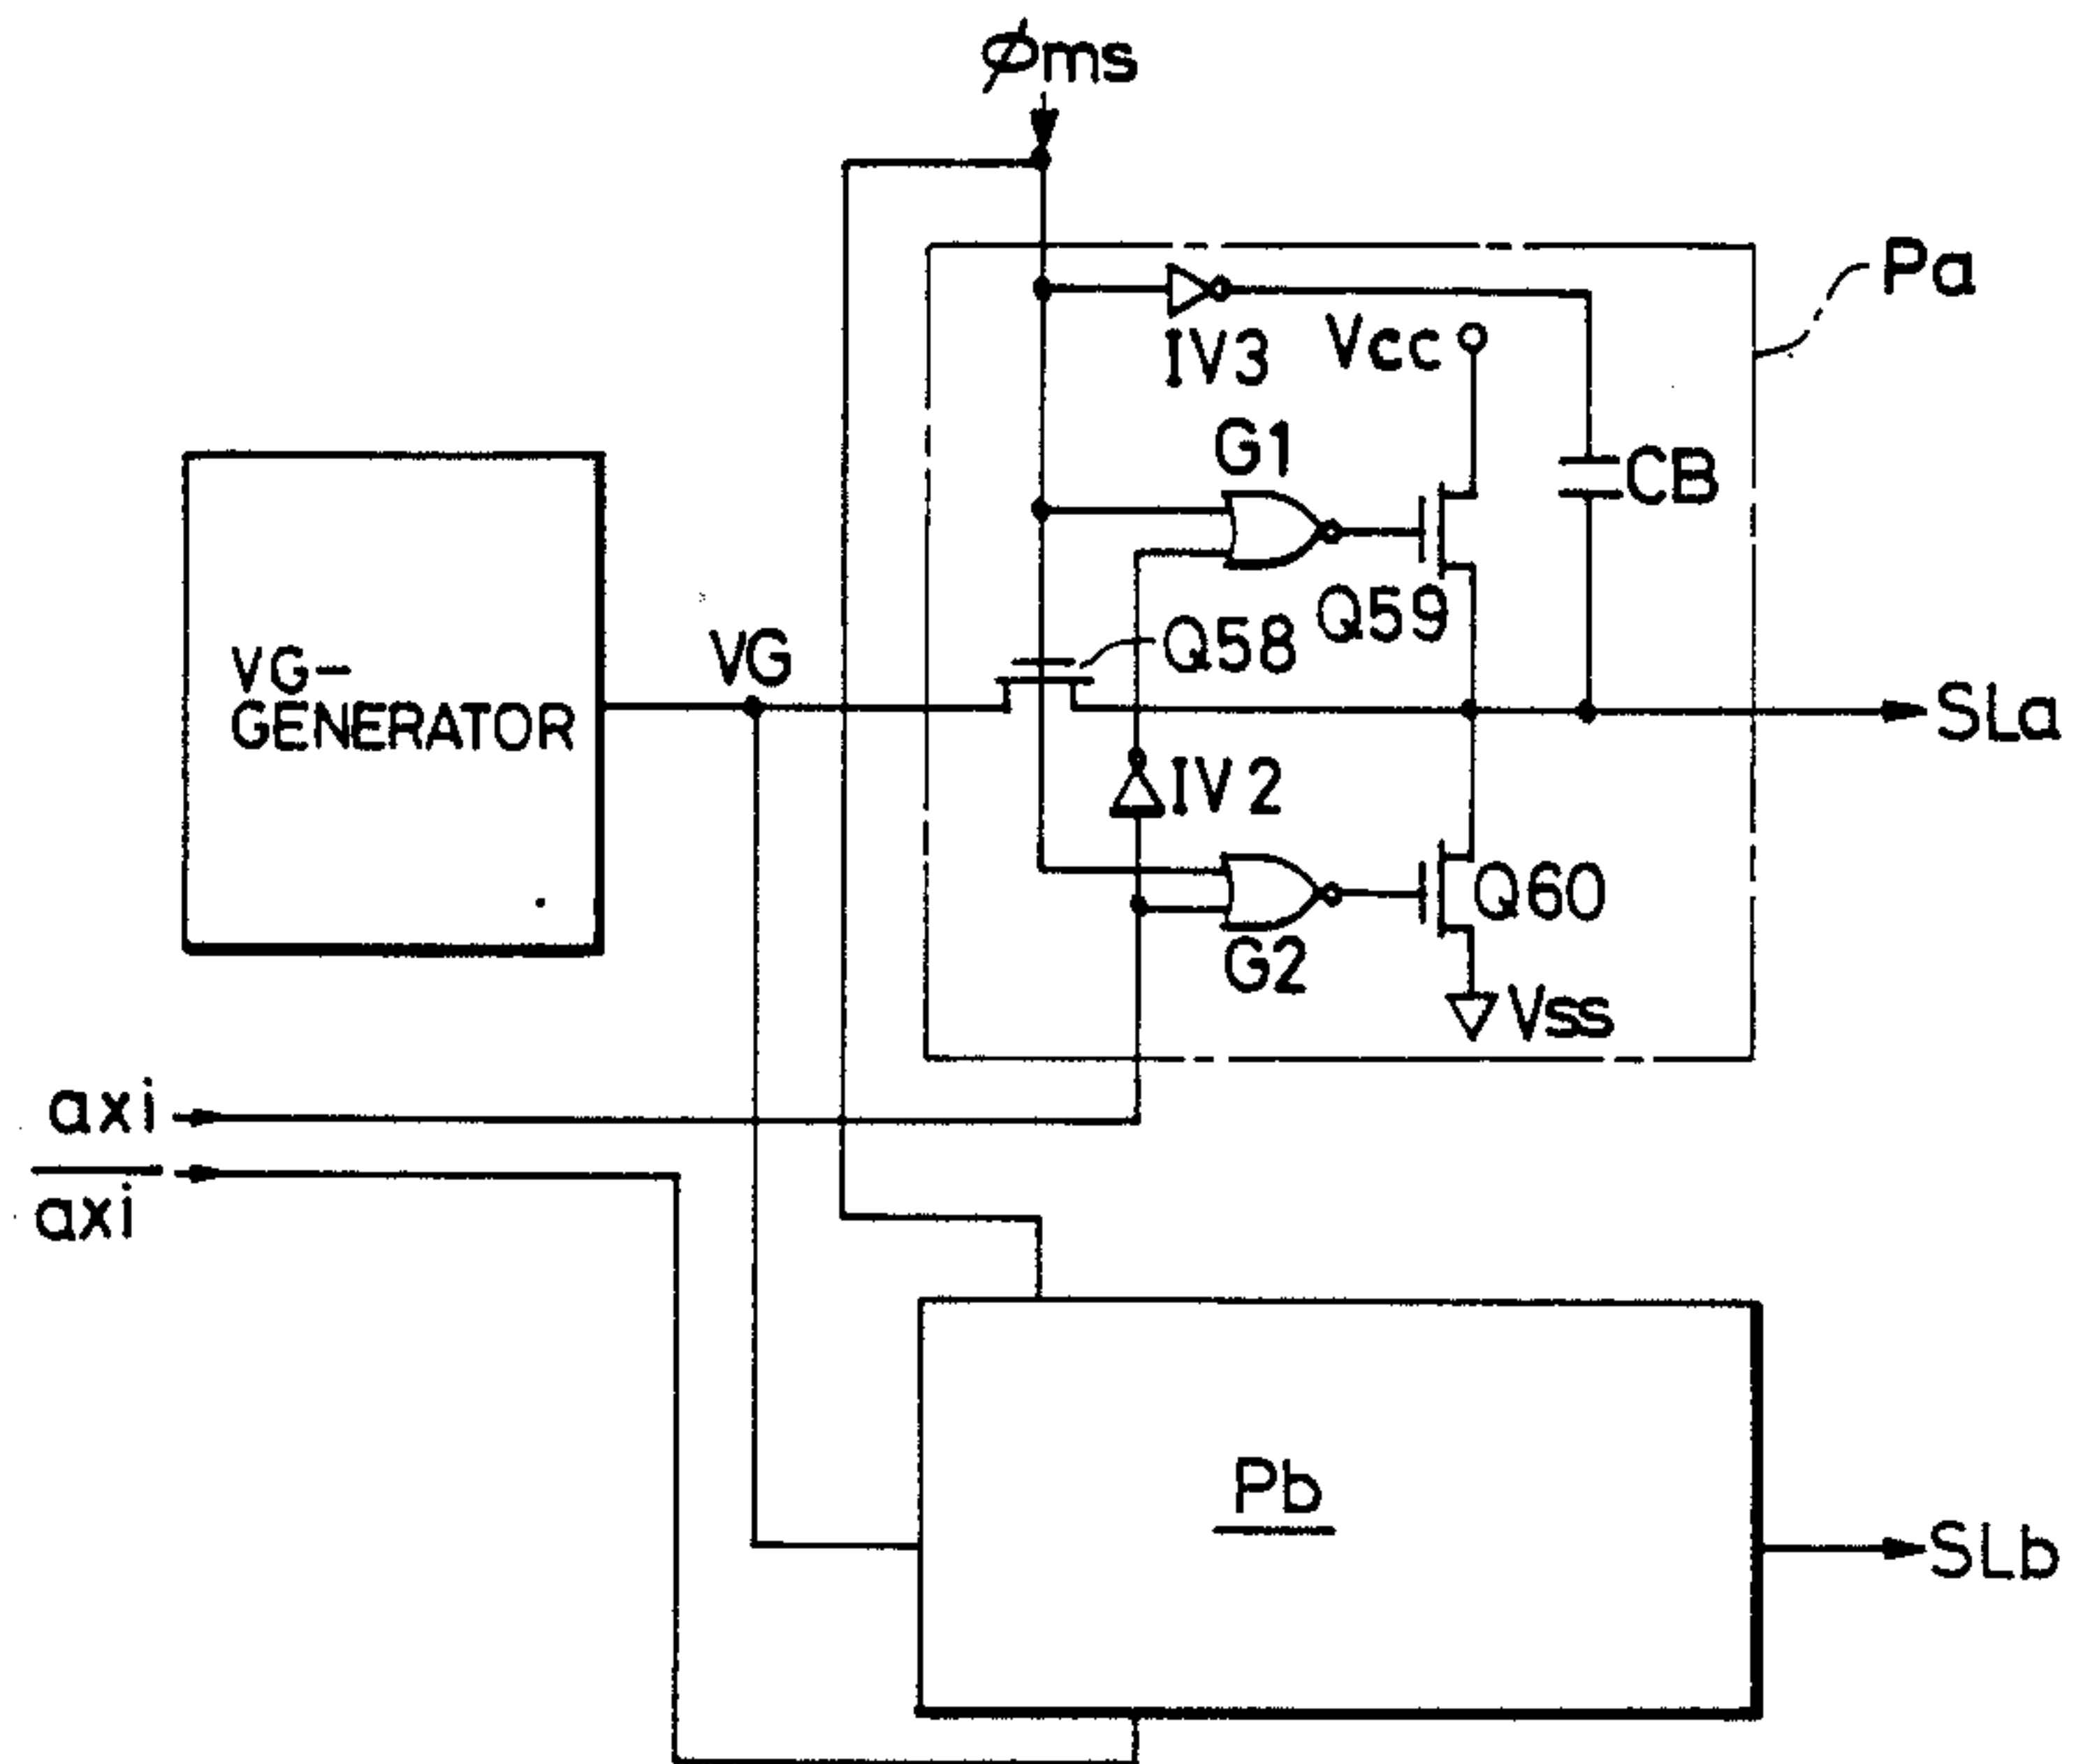 φms
Pa
IV3
Vcc
G1
CB
Q59
Q58
VG-
GENERATOR
VG
SLa
IV2
Q60
G2
Vss
axi
a̅x̅i̅
Pb
SLb